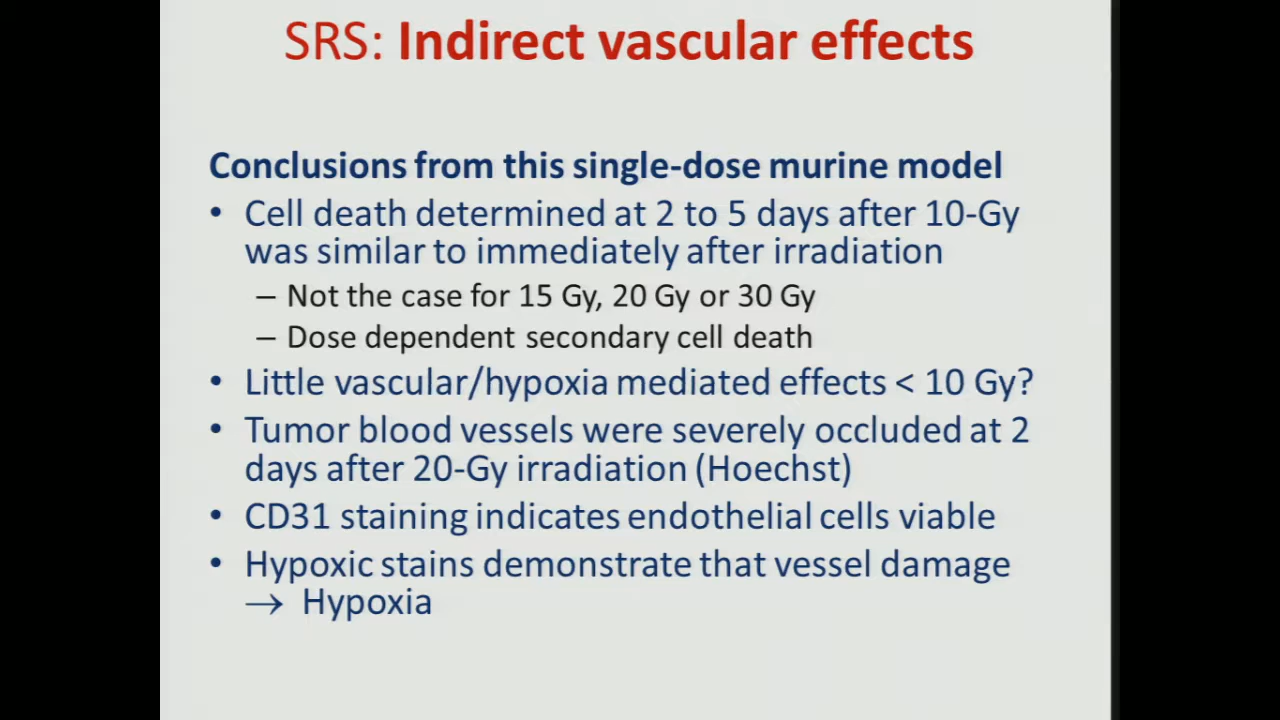 SRS: Indirect vascular effects
Conclusions from this single-dose murine model
• Cell death determined at 2 to 5 days after 10-Gy
was similar to immediately after irradiation
– Not the case for 15 Gy, 20 Gy or 30 Gy
– Dose dependent secondary cell death
• Little vascular/hypoxia mediated effects < 10 Gy?
• Tumor blood vessels were severely occluded at 2
days after 20-Gy irradiation (Hoechst)
• CD31 staining indicates endothelial cells viable
• Hypoxic stains demonstrate that vessel damage
→ Hypoxia